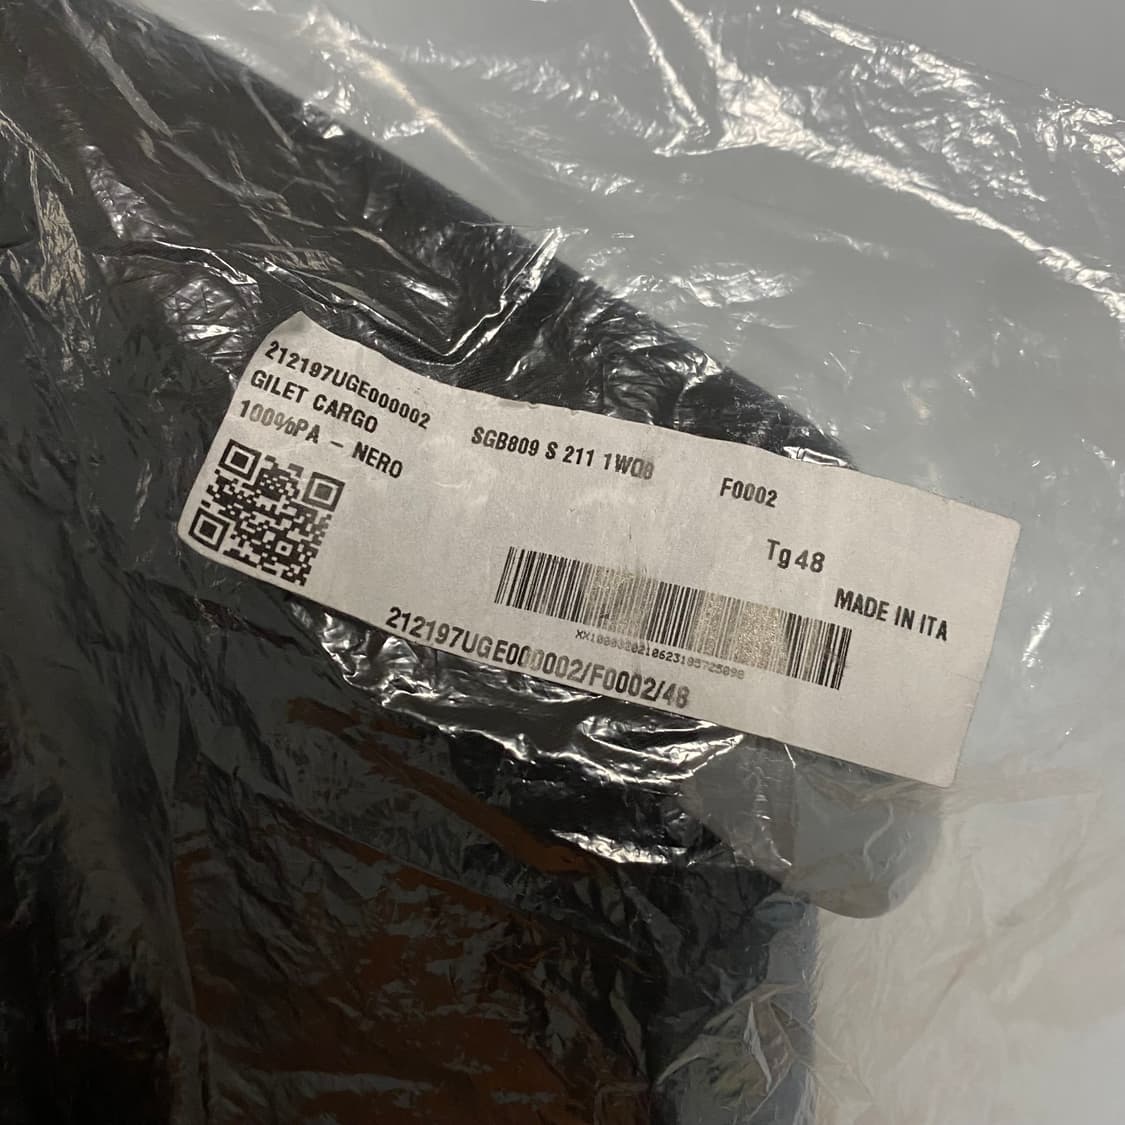 212197UGE000002
GILET CARGO
100%PA - NERO
SGB809 S 211 1W08
F0002
Tg 48
MADE IN ITA
212197UGE000002/F0002/48